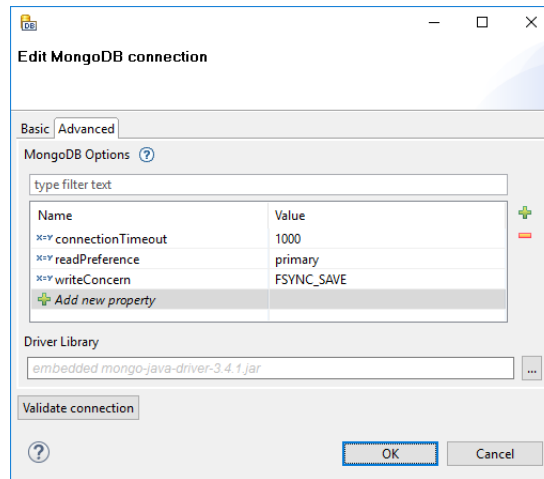 DB
Edit MongoDB connection
Basic Advanced
MongoDB Options ?
type filter text
Name Value
x=y connectionTimeout 1000
x=y readPreference primary
x=y writeConcern FSYNC_SAVE
Add new property
Driver Library
embedded mongo-java-driver-3.4.1.jar ...
Validate connection
? OK Cancel